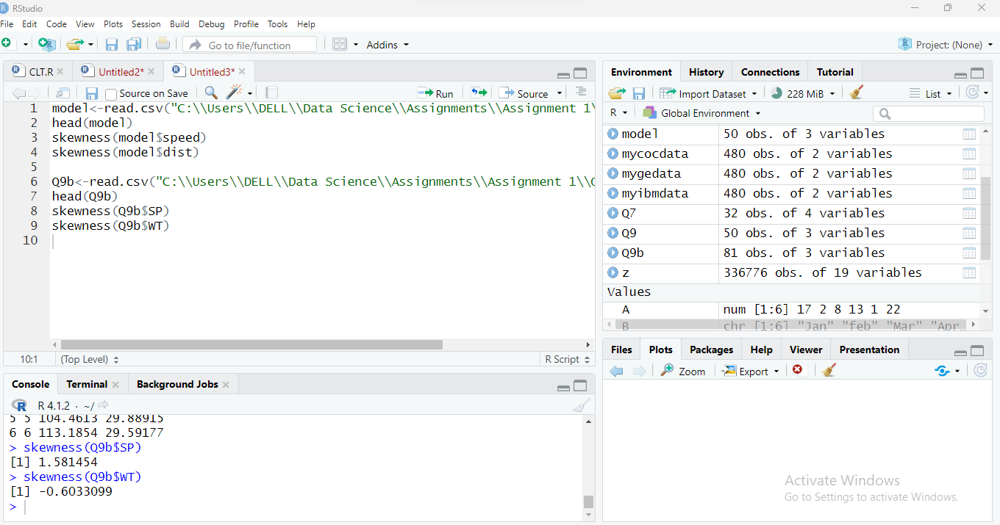 RStudio
File Edit Code View Plots Session Build Debug Profile Tools Help
Go to file/function Addins Project: (None)
CLT.R Untitled2* Untitled3*
Source on Save Run Source
1 model<-read.csv("C:\\Users\\DELL\\Data Science\\Assignments\\Assignment 1\
2 head(model)
3 skewness(model$speed)
4 skewness(model$dist)
5
6 Q9b<-read.csv("C:\\Users\\DELL\\Data Science\\Assignments\\Assignment 1\\
7 head(Q9b)
8 skewness(Q9b$SP)
9 skewness(Q9b$WT)
10
10:1 (Top Level) R Script
Console Terminal Background Jobs
R 4.1.2 · ~/
5 5 104.4613 29.88915
6 6 113.1854 29.59177
> skewness(Q9b$SP)
[1] 1.581454
> skewness(Q9b$WT)
[1] -0.6033099
>
Environment History Connections Tutorial
Import Dataset 228 MiB List
R Global Environment
model 50 obs. of 3 variables
mycocdata 480 obs. of 2 variables
mygedata 480 obs. of 2 variables
myibmdata 480 obs. of 2 variables
Q7 32 obs. of 4 variables
Q9 50 obs. of 3 variables
Q9b 81 obs. of 3 variables
z 336776 obs. of 19 variables
Values
A num [1:6] 17 2 8 13 1 22
B chr [1:6] "Jan" "feb" "Mar" "Apr...
Files Plots Packages Help Viewer Presentation
Zoom Export
Activate Windows
Go to Settings to activate Windows.